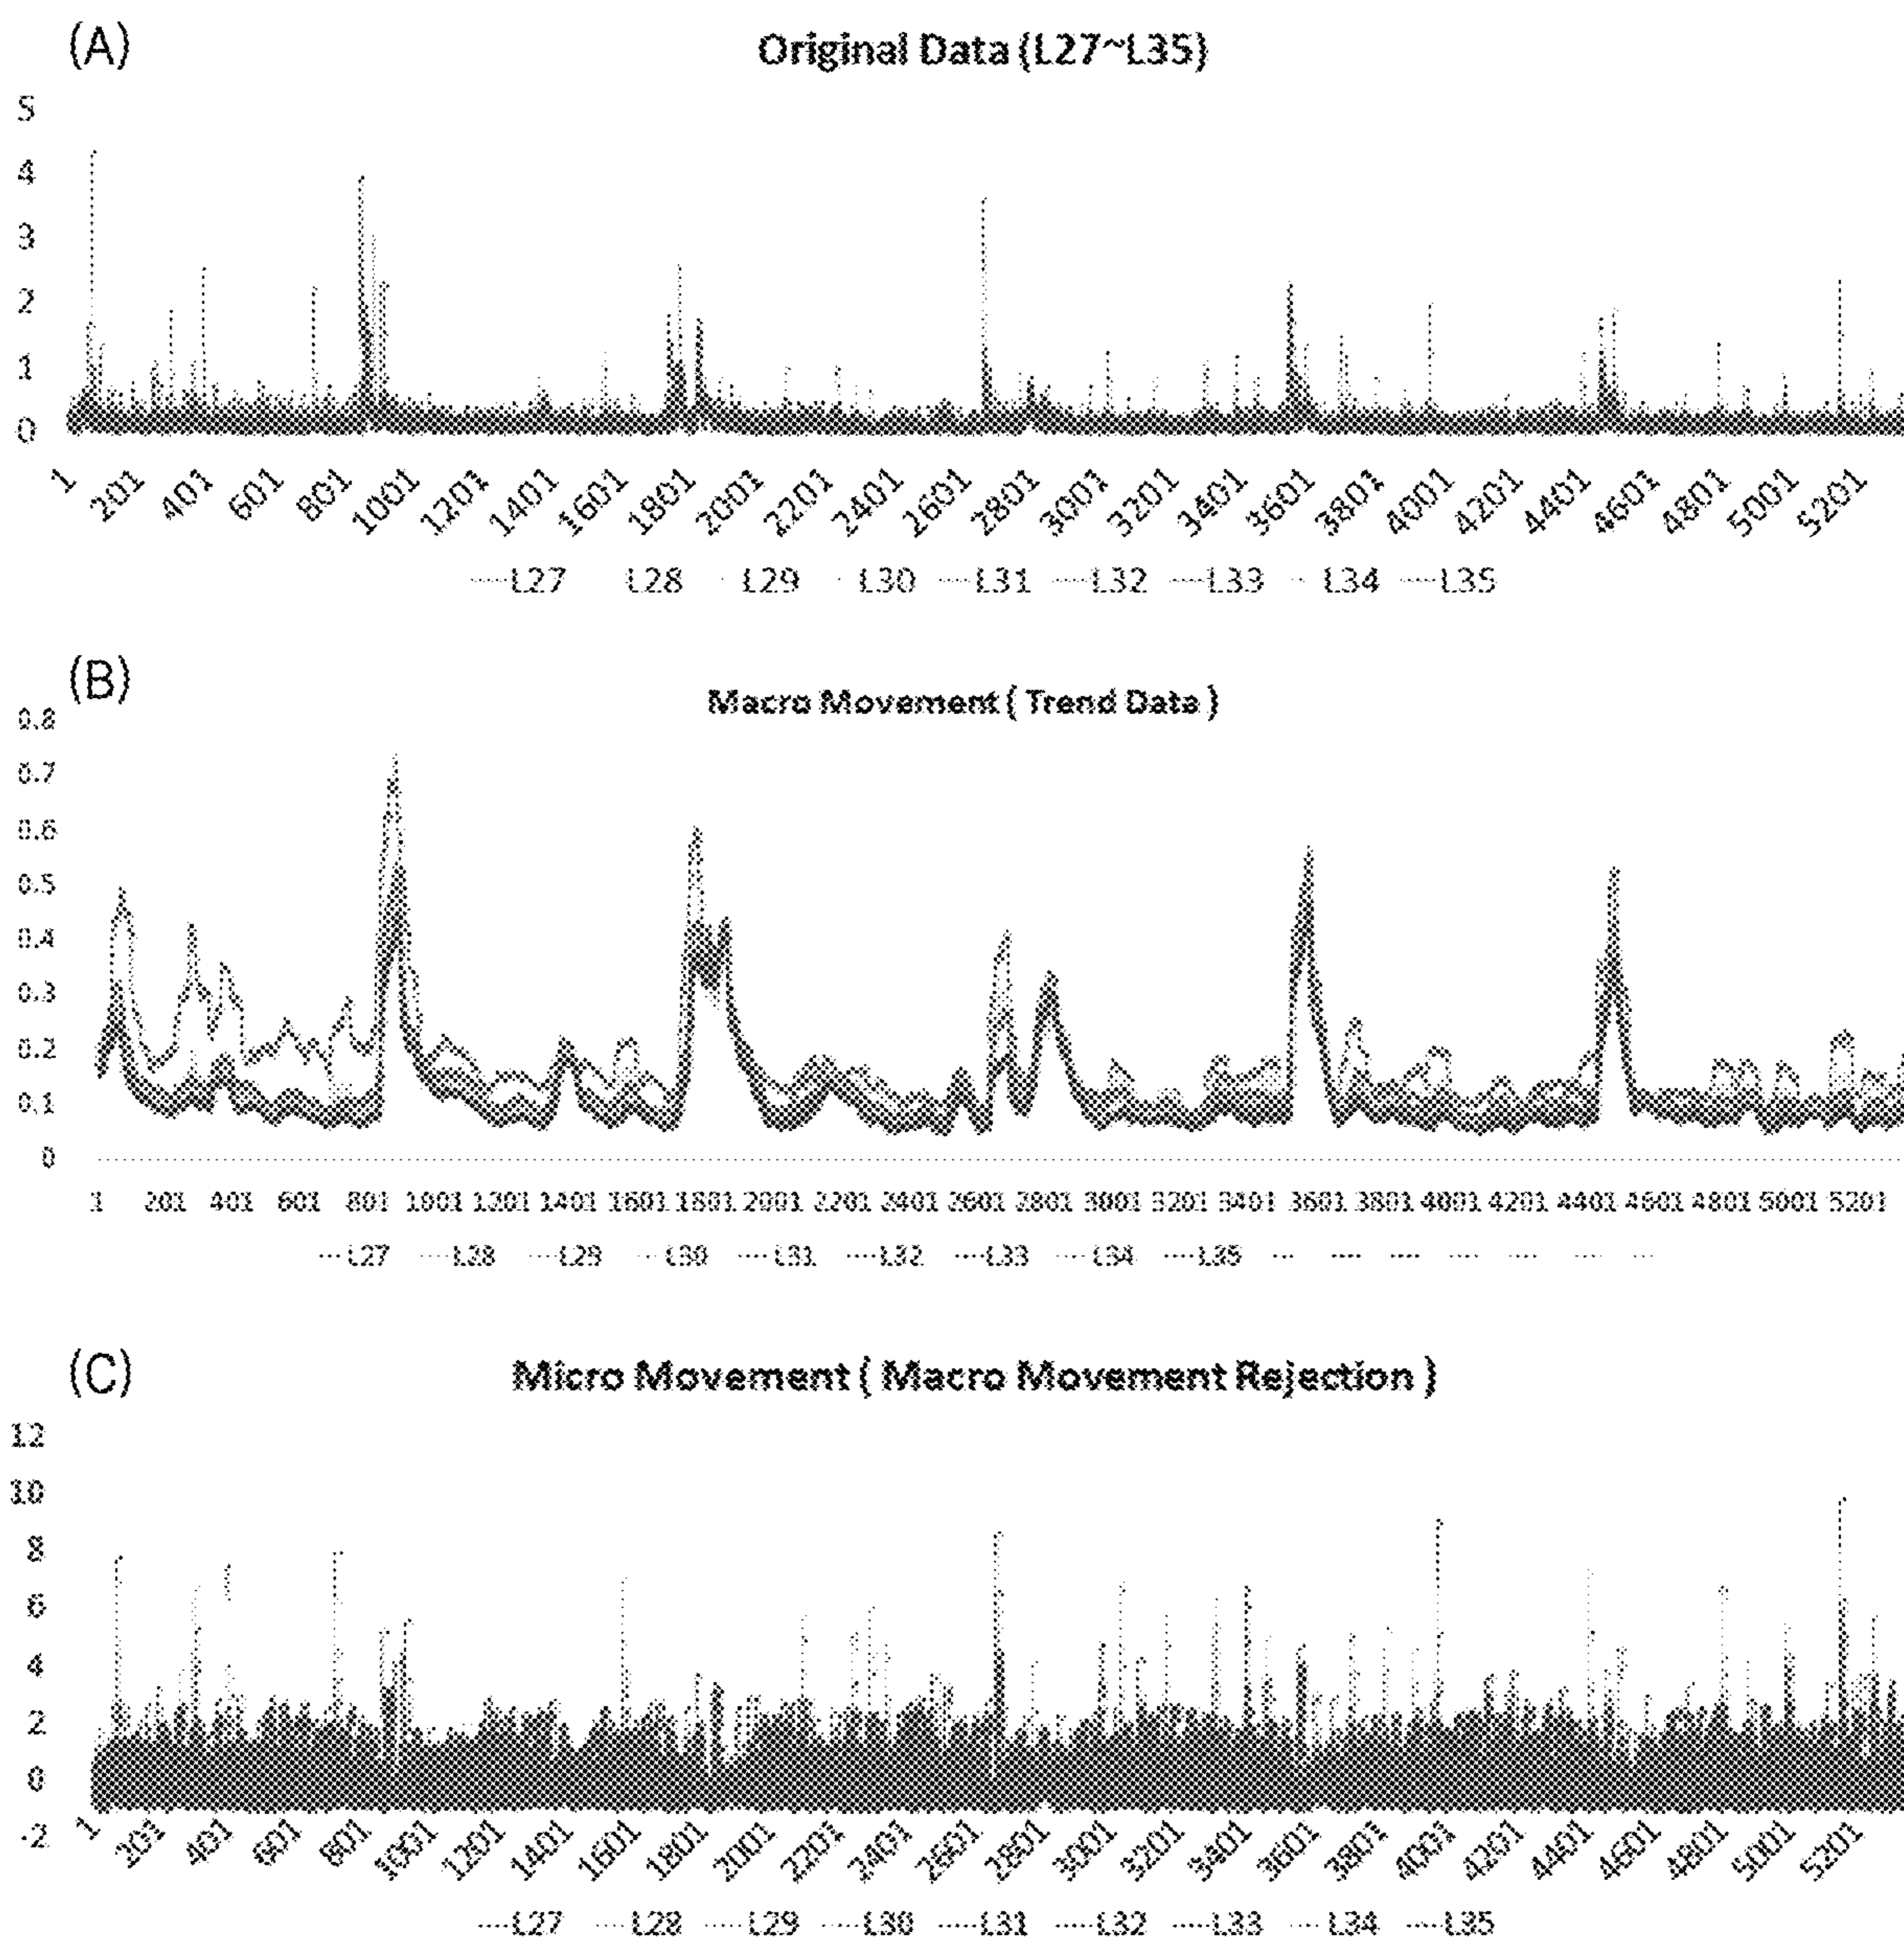 (A)
Original Data (L27~L35)
5
4
3
2
1
0
1 201 401 601 801 1001 1201 1401 1601 1801 2001 2201 2401 2601 2801 3001 3201 3401 3601 3801 4001 4201 4401 4601 4801 5001 5201
L27 L28 L29 L30 L31 L32 L33 L34 L35
(B)
Macro Movement ( Trend Data )
0.8
0.7
0.6
0.5
0.4
0.3
0.2
0.1
0
1 201 401 601 801 1001 1201 1401 1601 1801 2001 2201 2401 2601 2801 3001 3201 3401 3601 3801 4001 4201 4401 4601 4801 5001 5201
L27 L28 L29 L30 L31 L32 L33 L34 L35
(C)
Micro Movement ( Macro Movement Rejection )
12
10
8
6
4
2
0
-2
1 201 401 601 801 1001 1201 1401 1601 1801 2001 2201 2401 2601 2801 3001 3201 3401 3601 3801 4001 4201 4401 4601 4801 5001 5201
L27 L28 L29 L30 L31 L32 L33 L34 L35